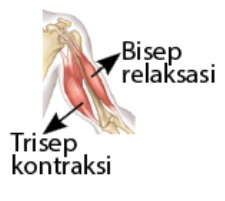 Bisep
relaksasi
Trisep
kontraksi